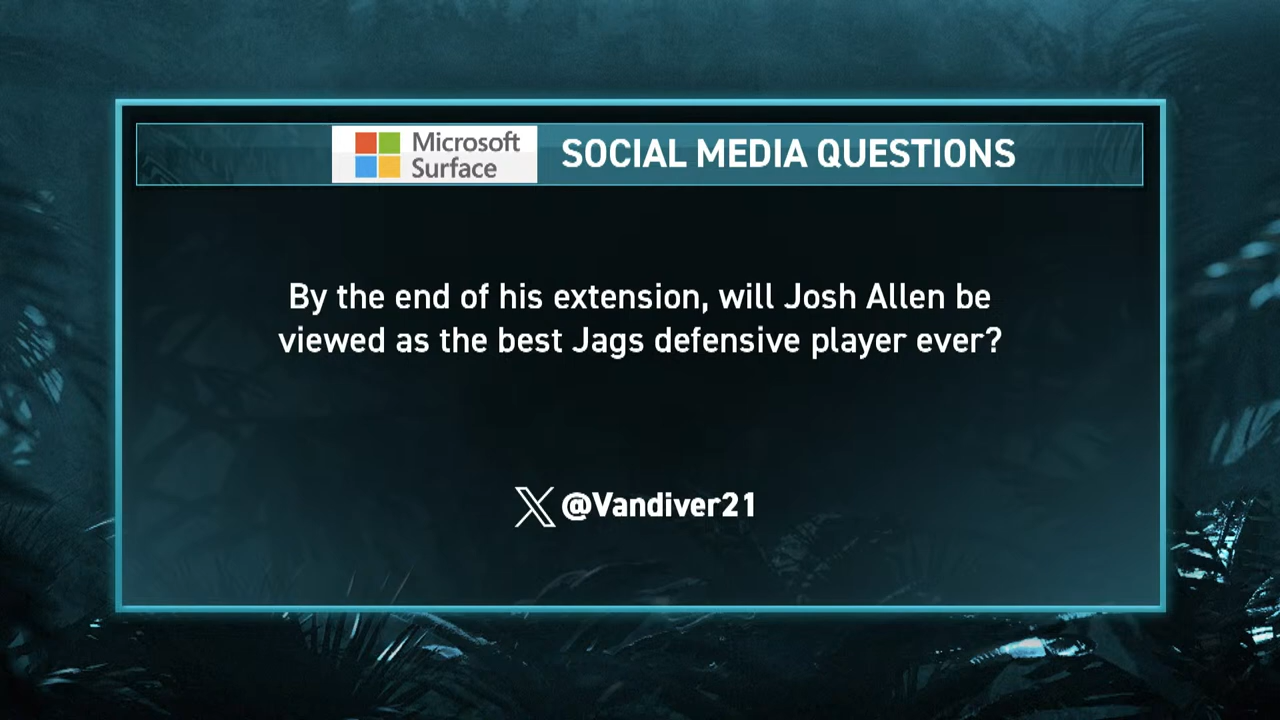 Microsoft
Surface
SOCIAL MEDIA QUESTIONS
By the end of his extension, will Josh Allen be
viewed as the best Jags defensive player ever?
X @Vandiver21